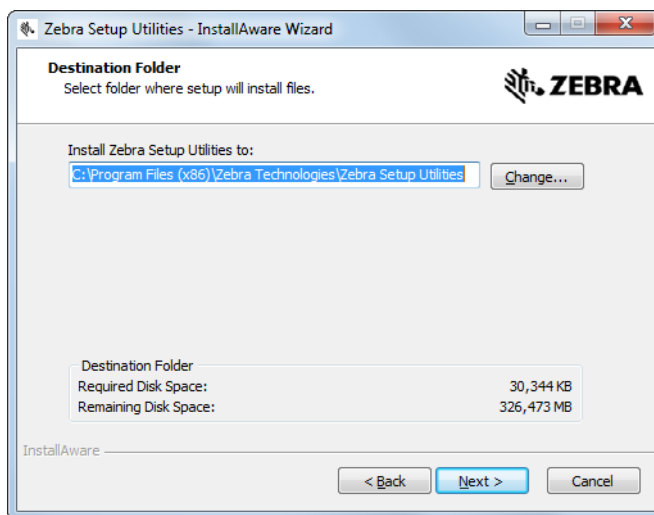 Zebra Setup Utilities - InstallAware Wizard
Destination Folder
Select folder where setup will install files.
ZEBRA
Install Zebra Setup Utilities to:
C:\Program Files (x86)\Zebra Technologies\Zebra Setup Utilities
Change...
Destination Folder
Required Disk Space: 30,344 KB
Remaining Disk Space: 326,473 MB
InstallAware
< Back Next > Cancel